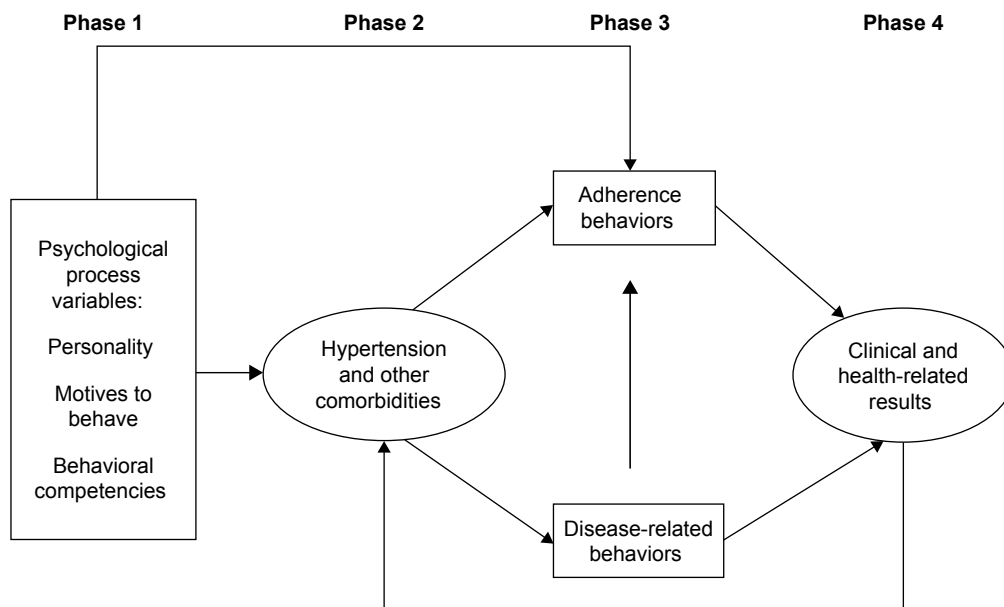 Phase 1
Phase 2
Phase 3
Phase 4
Psychological
process
variables:
Personality
Motives to
behave
Behavioral
competencies
Hypertension
and other
comorbidities
Adherence
behaviors
Disease-related
behaviors
Clinical and
health-related
results